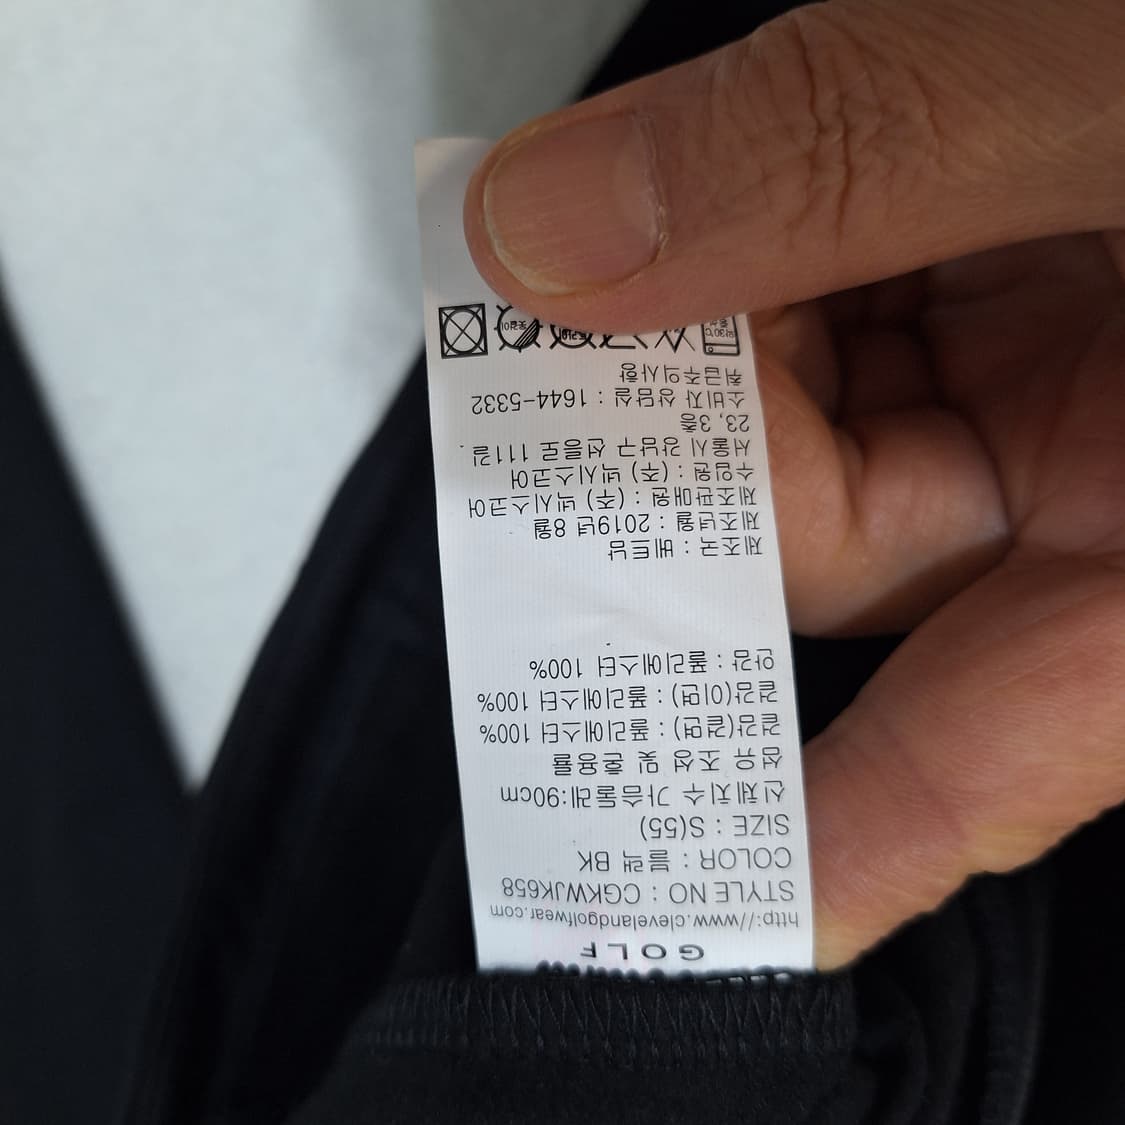 GOLF
http://www.clevelandgolfwear.com
STYLE NO : CGKWJK658
COLOR : 블랙 BK
SIZE : S(55)
신체치수 가슴둘레:90cm
섬유 조성 및 혼용률
겉감(겉면) : 폴리에스터 100%
겉감(이면) : 폴리에스터 100%
안감 : 폴리에스터 100%
제조국 : 베트남
제조년월 : 2019년 8월
제조판매원 : (주) 넥시스코어
수입원 : (주) 넥시스코어
서울시 강남구 선릉로 111길
23, 3층
소비자 상담실 : 1644-5332
취급주의사항
약30℃